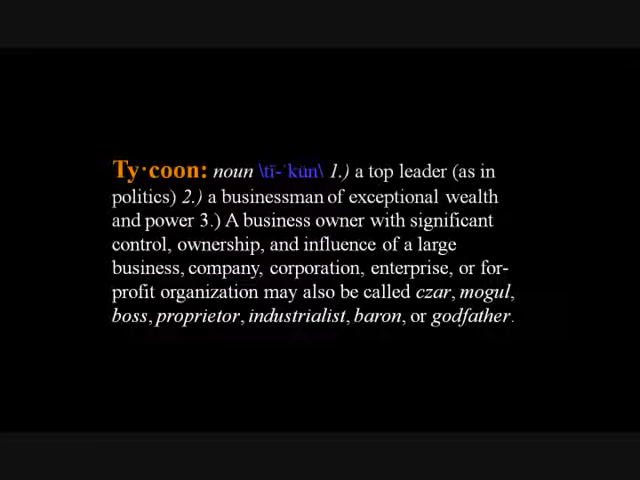 Ty·coon: noun \tī-ˈkün\ 1.) a top leader (as in
politics) 2.) a businessman of exceptional wealth
and power 3.) A business owner with significant
control, ownership, and influence of a large
business, company, corporation, enterprise, or for-
profit organization may also be called czar, mogul,
boss, proprietor, industrialist, baron, or godfather.